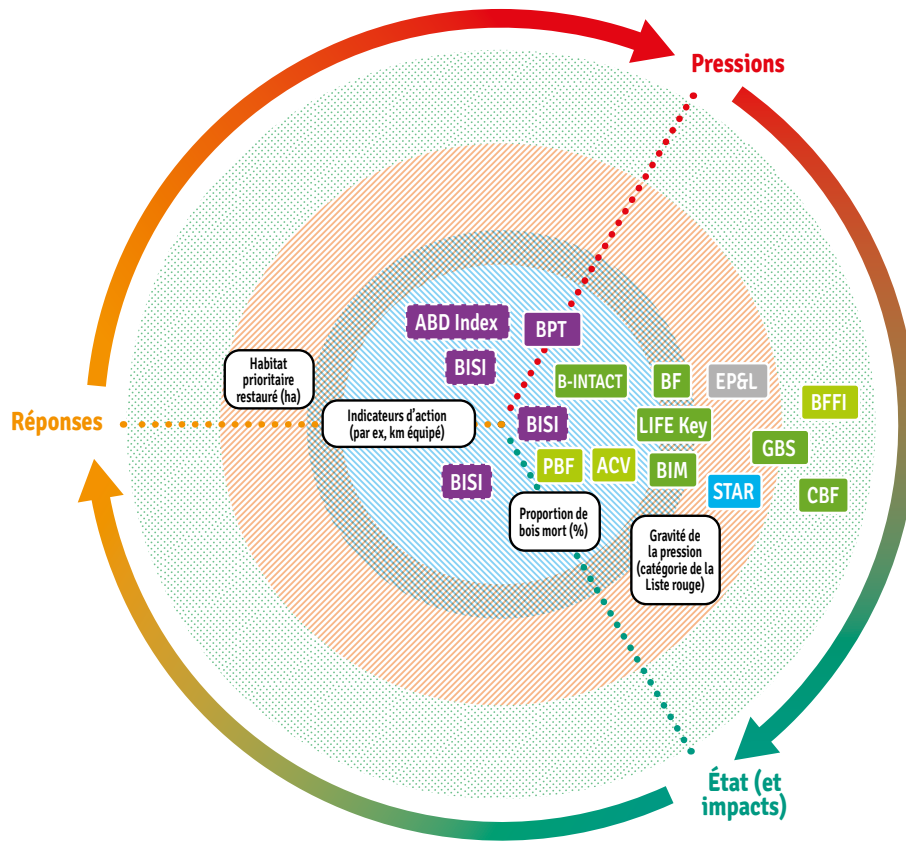 Pressions
ABD Index
BPT
BISI
Habitat
prioritaire
restauré (ha)
B-INTACT
BF
EP&L
BFFI
Réponses
Indicateurs d'action
(par ex, km équipé)
BISI
LIFE Key
GBS
PBF
ACV
BIM
BISI
STAR
CBF
Proportion de
bois mort (%)
Gravité de
la pression
(catégorie de la
Liste rouge)
État (et
impacts)